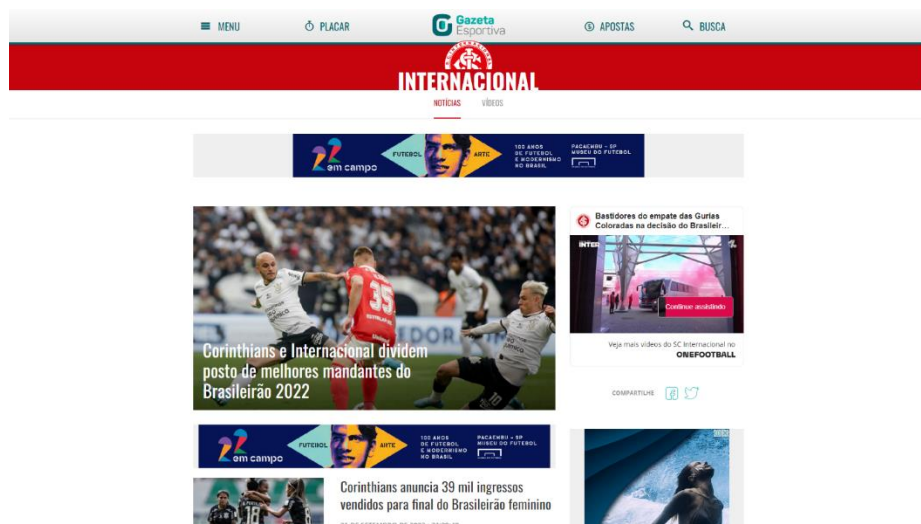 MENU
PLACAR
Gazeta
Esportiva
APOSTAS
BUSCA
INTERNACIONAL
NOTÍCIAS
VÍDEOS
22
em campo
FUTEBOL
ARTE
100 ANOS
DE FUTEBOL
E MODERNISMO
NO BRASIL
PACAEMBU – SP
MUSEU DO FUTEBOL
Corinthians e Internacional dividem
posto de melhores mandantes do
Brasileirão 2022
35
10
Bastidores do empate das Gurias
Coloradas na decisão do Brasileir...
INTER
Continue assistindo
Veja mais vídeos do SC Internacional no
ONEFOOTBALL
COMPARTILHE
22
em campo
FUTEBOL
ARTE
100 ANOS
DE FUTEBOL
E MODERNISMO
NO BRASIL
PACAEMBU – SP
MUSEU DO FUTEBOL
18
Corinthians anuncia 39 mil ingressos
vendidos para final do Brasileirão feminino